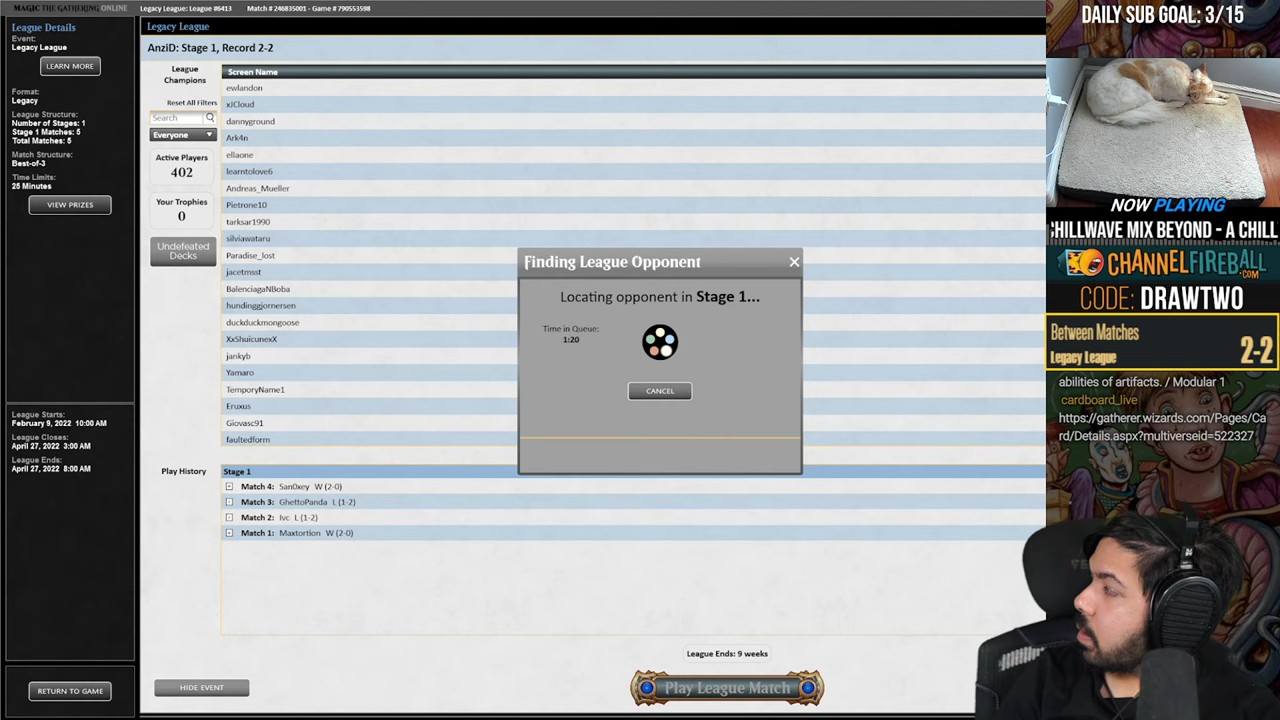 MAGIC THE GATHERING ONLINE
Legacy League: League #6413
Match # 246835001 - Game # 790553598
League Details
Event:
Legacy League
LEARN MORE
Format:
Legacy
League Structure:
Number of Stages: 1
Stage 1 Matches: 5
Total Matches: 5
Match Structure:
Best-of-3
Time Limits:
25 Minutes
VIEW PRIZES
League Starts:
February 9, 2022 10:00 AM
League Closes:
April 27, 2022 3:00 AM
League Ends:
April 27, 2022 8:00 AM
RETURN TO GAME
Legacy League
AnziD: Stage 1, Record 2-2
League
Champions
Reset All Filters
Search
Everyone
Active Players
402
Your Trophies
0
Undefeated
Decks
Screen Name
ewlandon
xJCloud
dannyground
Ark4n
ellaone
learntolove6
Andreas_Mueller
Pietrone10
tarksar1990
silviawataru
Paradise_lost
jacetmsst
BalenciagaNBoba
hundinggjornersen
duckduckmongoose
XxShuicunexX
jankyb
Yamaro
TemporyName1
Eruxus
Giovasc91
faultedform
Finding League Opponent
Locating opponent in Stage 1...
Time in Queue:
1:20
CANCEL
Play History
Stage 1
Match 4: San0xey W (2-0)
Match 3: GhettoPanda L (1-2)
Match 2: lvc L (1-2)
Match 1: Maxtortion W (2-0)
League Ends: 9 weeks
HIDE EVENT
Play League Match
DAILY SUB GOAL: 3/15
NOW PLAYING
CHILLWAVE MIX BEYOND - A CHILL
CHANNELFIREBALL
.COM
CODE: DRAWTWO
Between Matches
Legacy League
2-2
abilities of artifacts. / Modular 1
cardboard_live
https://gatherer.wizards.com/Pages/Ca
rd/Details.aspx?multiverseid=522327